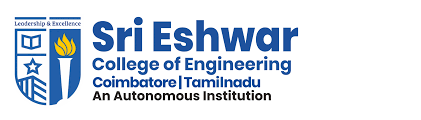 Leadership & Excellence
Sri Eshwar
College of Engineering
Coimbatore | Tamilnadu
An Autonomous Institution